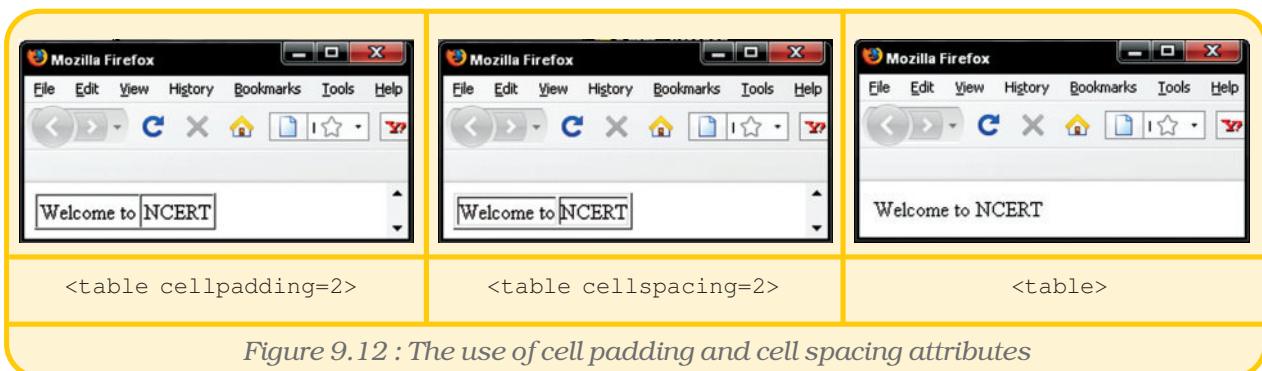 Mozilla Firefox
File Edit View History Bookmarks Tools Help
Welcome to NCERT
<table cellpadding=2>
Mozilla Firefox
File Edit View History Bookmarks Tools Help
Welcome to NCERT
<table cellspacing=2>
Mozilla Firefox
File Edit View History Bookmarks Tools Help
Welcome to NCERT
<table>
Figure 9.12 : The use of cell padding and cell spacing attributes